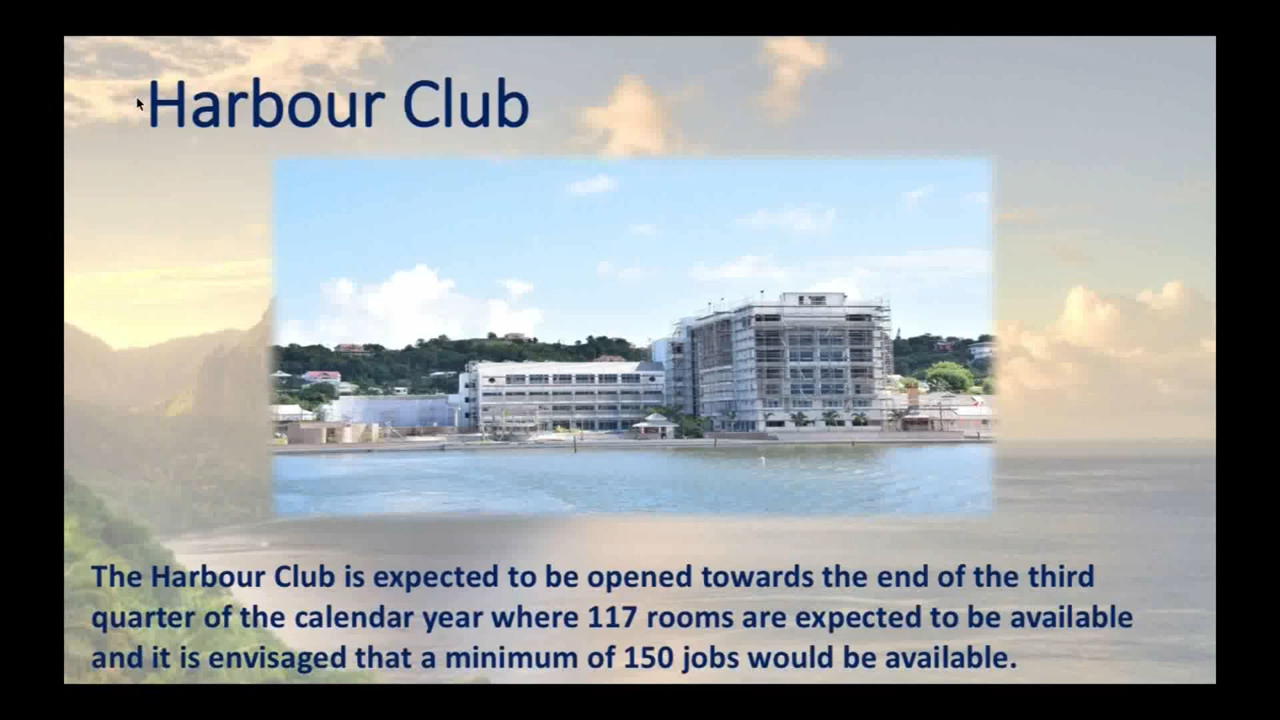 Harbour Club
The Harbour Club is expected to be opened towards the end of the third
quarter of the calendar year where 117 rooms are expected to be available
and it is envisaged that a minimum of 150 jobs would be available.